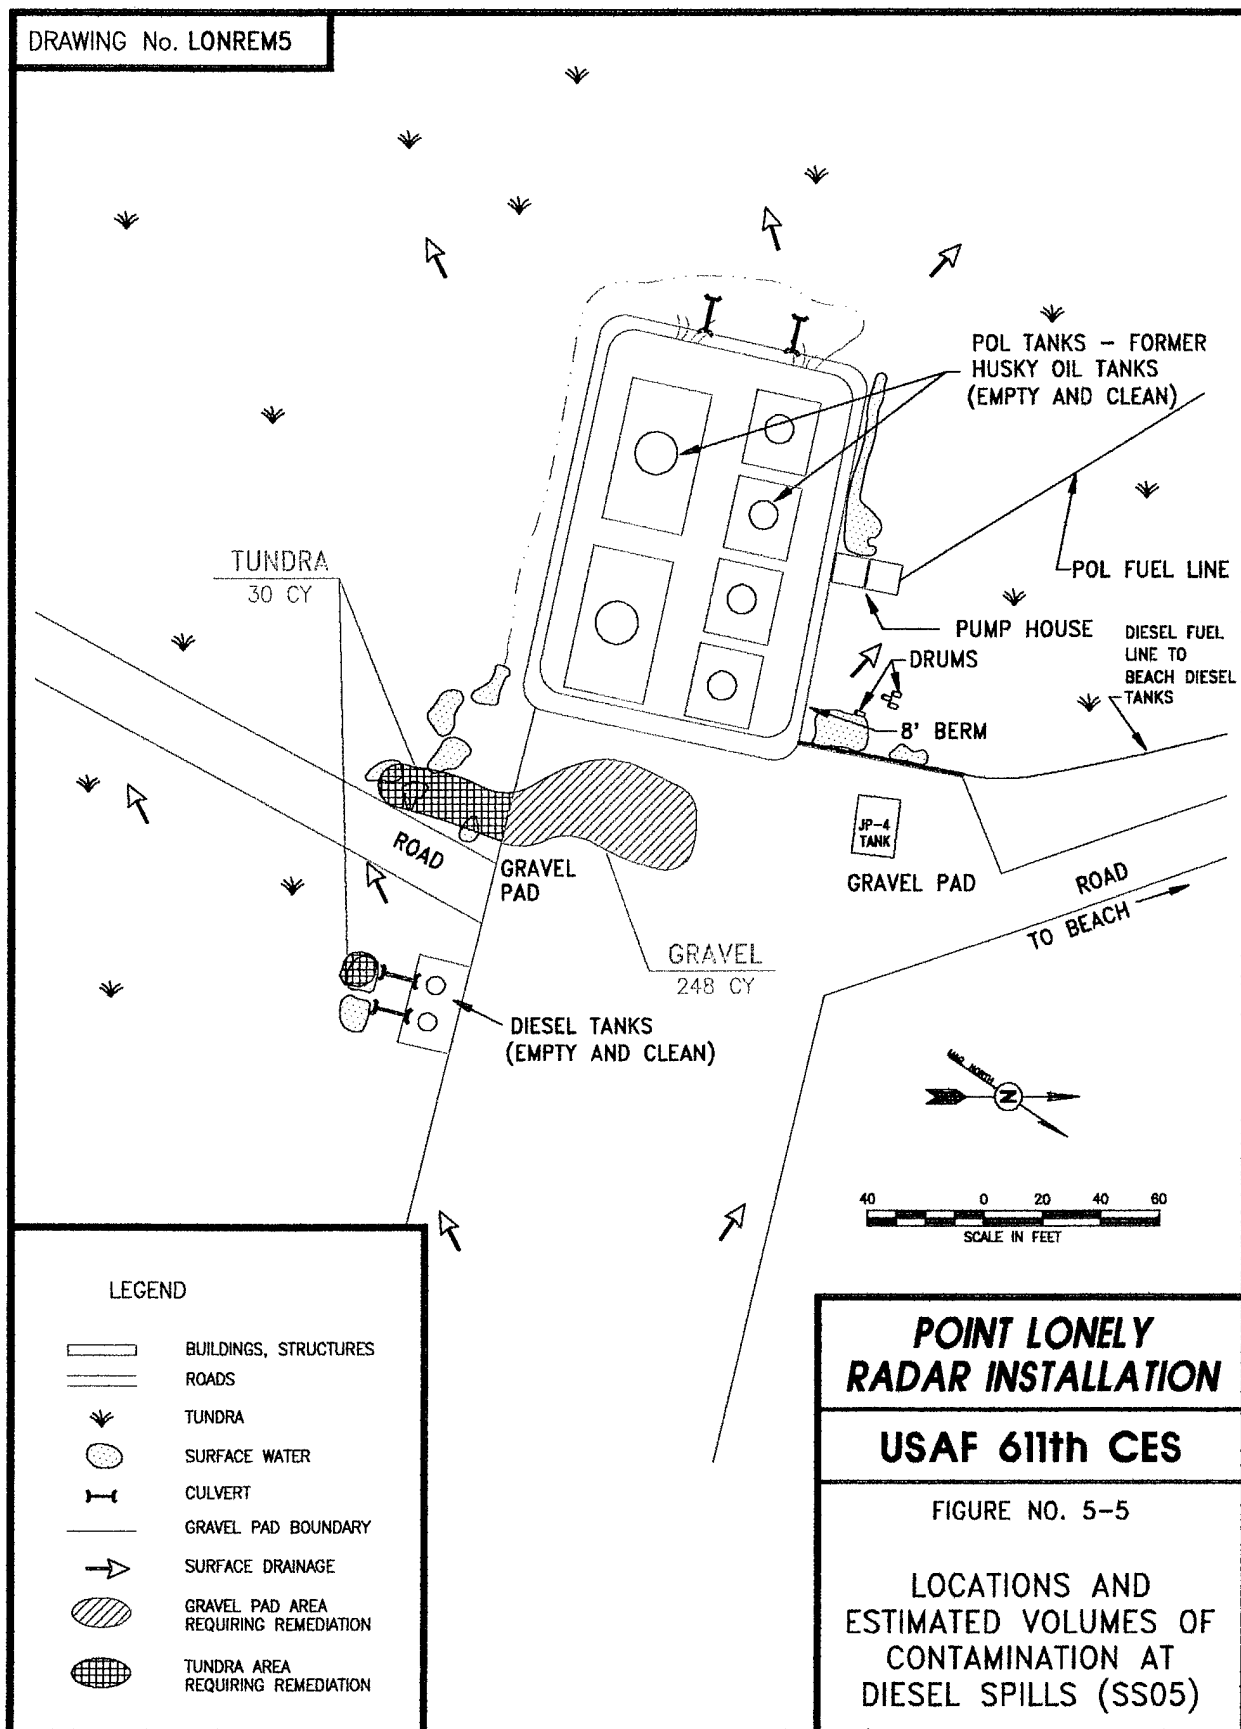 DRAWING No. LONREM5
POL TANKS - FORMER
HUSKY OIL TANKS
(EMPTY AND CLEAN)
TUNDRA
30 CY
POL FUEL LINE
PUMP HOUSE
DIESEL FUEL
LINE TO
BEACH DIESEL
TANKS
DRUMS
8' BERM
JP-4
TANK
ROAD
GRAVEL
PAD
GRAVEL PAD
ROAD
TO BEACH
GRAVEL
248 CY
DIESEL TANKS
(EMPTY AND CLEAN)
MAG NORTH
N
40 0 20 40 60
SCALE IN FEET
LEGEND
BUILDINGS, STRUCTURES
ROADS
TUNDRA
SURFACE WATER
CULVERT
GRAVEL PAD BOUNDARY
SURFACE DRAINAGE
GRAVEL PAD AREA
REQUIRING REMEDIATION
TUNDRA AREA
REQUIRING REMEDIATION
POINT LONELY
RADAR INSTALLATION
USAF 611th CES
FIGURE NO. 5-5
LOCATIONS AND
ESTIMATED VOLUMES OF
CONTAMINATION AT
DIESEL SPILLS (SS05)